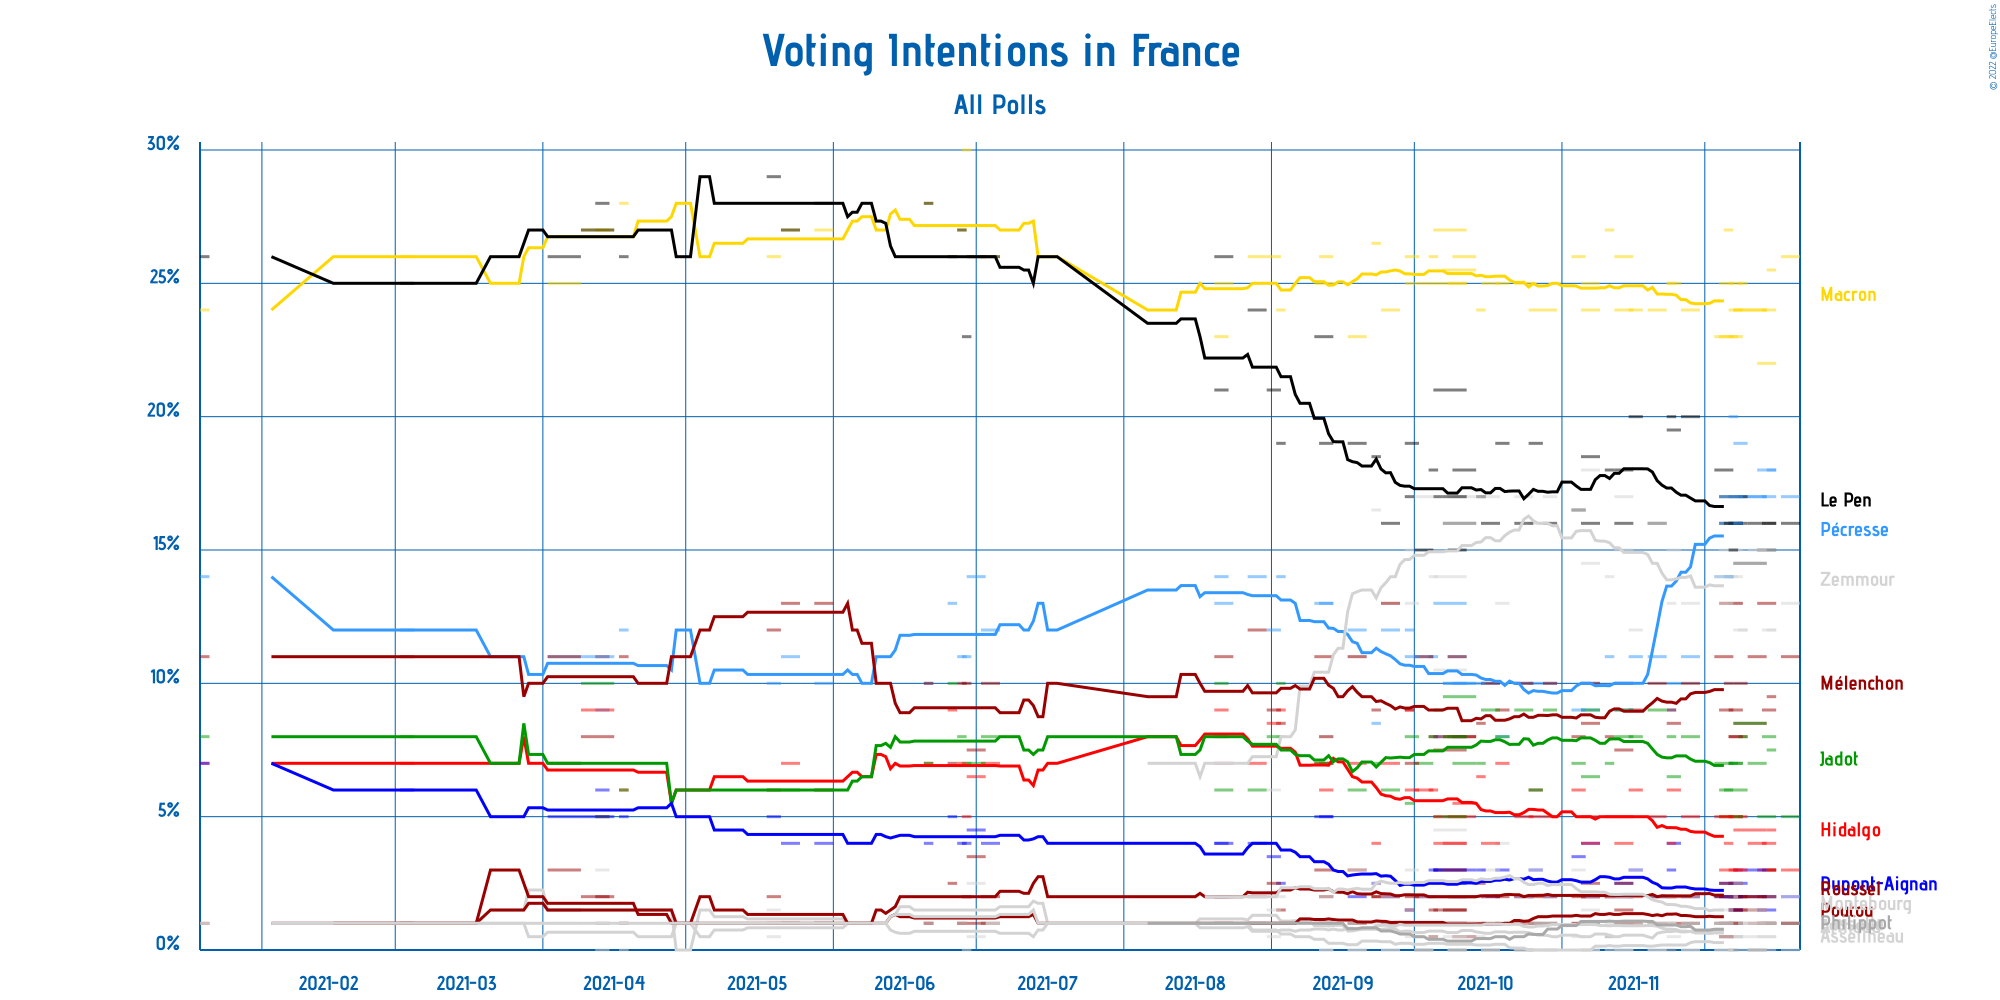 © 2022 @EuropeElects
Voting Intentions in France
All Polls
30%
25%
20%
15%
10%
5%
0%
Macron
Le Pen
Pécresse
Zemmour
Mélenchon
Jadot
Hidalgo
Dupont-Aignan
Roussel
Montebourg
Poutou
Philippot
Asselineau
2021-02 2021-03 2021-04 2021-05 2021-06 2021-07 2021-08 2021-09 2021-10 2021-11